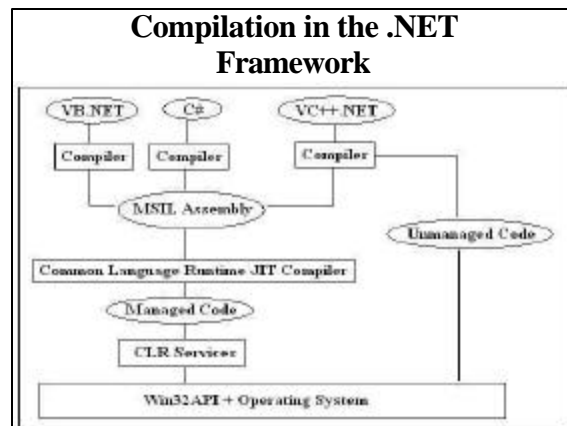 Compilation in the .NET
Framework
VB.NET C# VC++.NET
Compiler Compiler Compiler
MSIL Assembly
Unmanaged Code
Common Language Runtime JIT Compiler
Managed Code
CLR Services
Win32API + Operating System